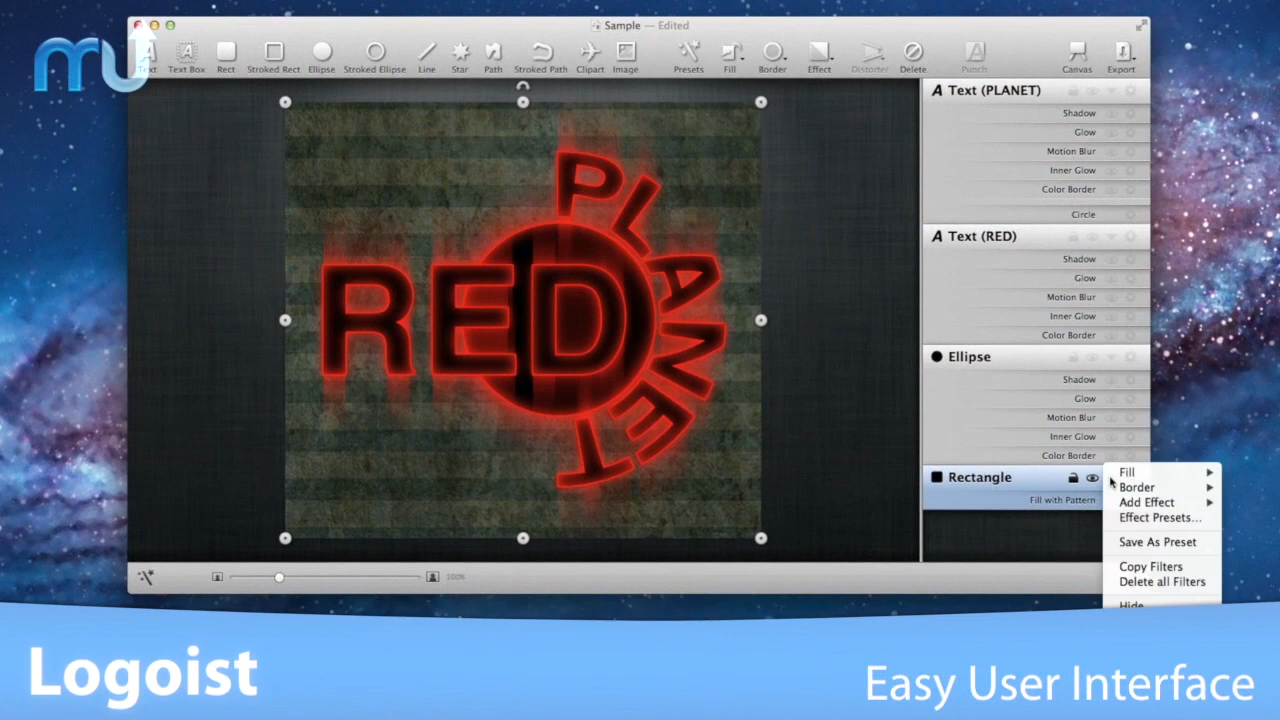 MU
Sample — Edited
Text Text Box Rect Stroked Rect Ellipse Stroked Ellipse Line Star Path Stroked Path Clipart Image Presets Fill Border Effect Distorter Delete Punch Canvas Export
A Text (PLANET)
Shadow
Glow
Motion Blur
Inner Glow
Color Border
Circle
A Text (RED)
Shadow
Glow
Motion Blur
Inner Glow
Color Border
Ellipse
Shadow
Glow
Motion Blur
Inner Glow
Color Border
Rectangle
Fill with Pattern
Fill
Border
Add Effect
Effect Presets...
Save As Preset
Copy Filters
Delete all Filters
Hide
RED
PLANET
100%
Logoist
Easy User Interface